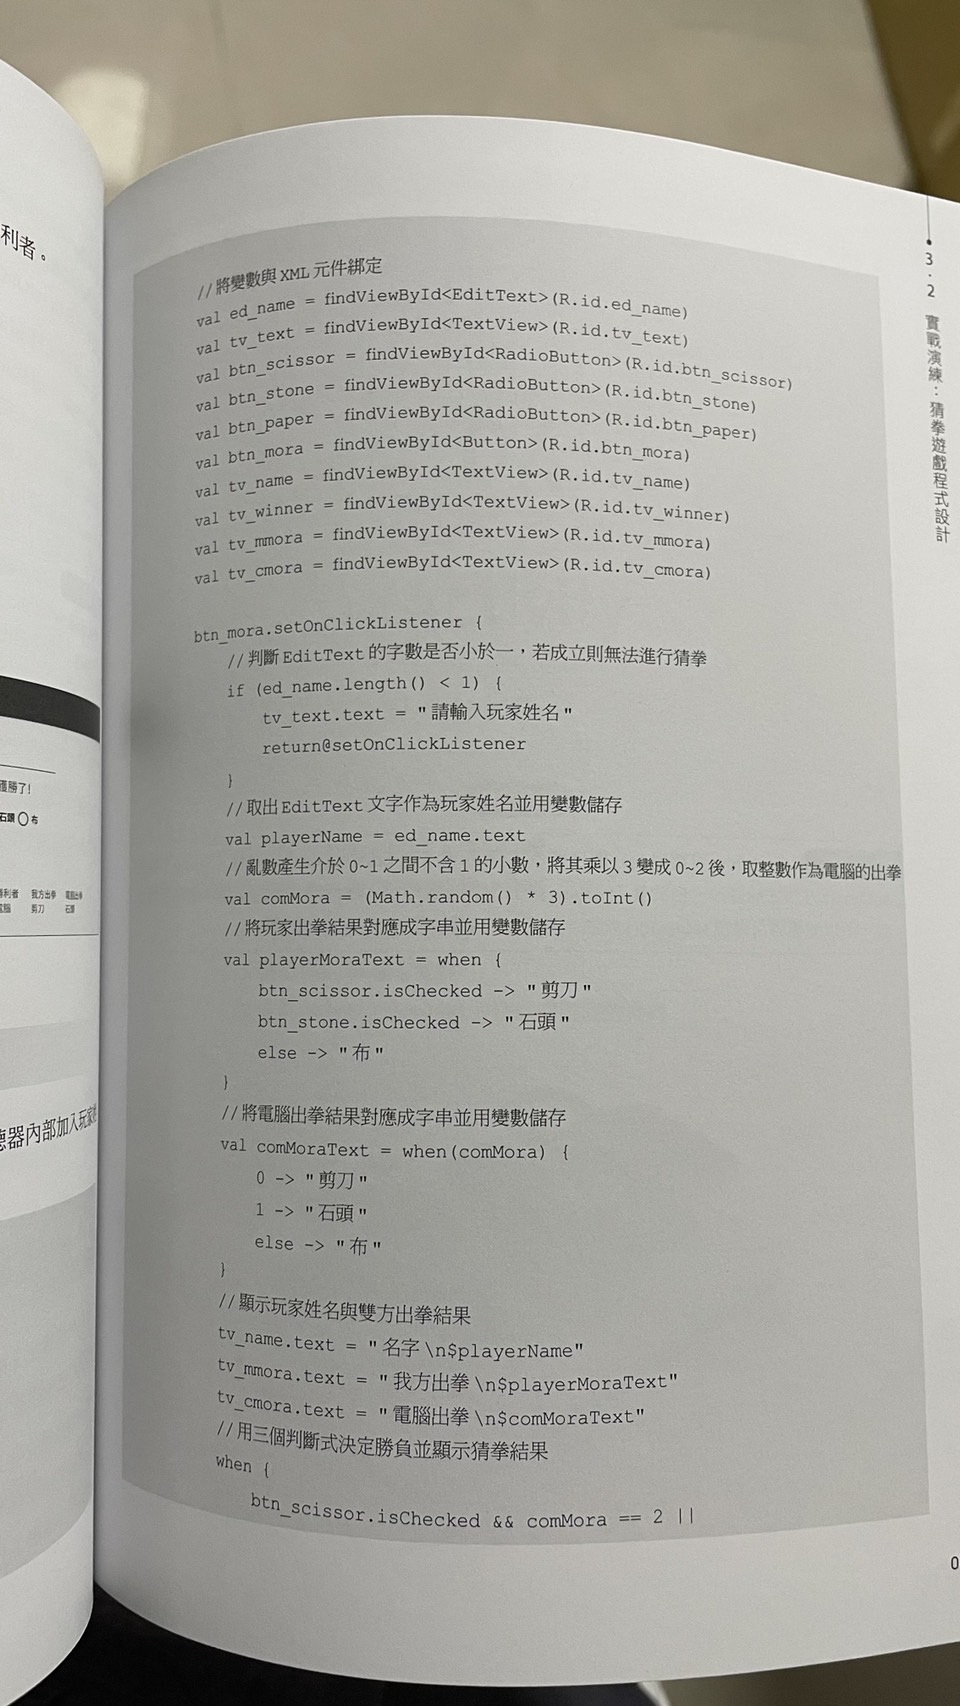 利者。
獲勝了!
石頭 ○ 布
勝利者 我方出拳 電腦出拳
電腦 剪刀 石頭
器內部加入玩家
//將變數與 XML 元件綁定
val ed_name = findViewById<EditText>(R.id.ed_name)
val tv_text = findViewById<TextView>(R.id.tv_text)
val btn_scissor = findViewById<RadioButton>(R.id.btn_scissor)
val btn_stone = findViewById<RadioButton>(R.id.btn_stone)
val btn_paper = findViewById<RadioButton>(R.id.btn_paper)
val btn_mora = findViewById<Button>(R.id.btn_mora)
val tv_name = findViewById<TextView>(R.id.tv_name)
val tv_winner = findViewById<TextView>(R.id.tv_winner)
val tv_mmora = findViewById<TextView>(R.id.tv_mmora)
val tv_cmora = findViewById<TextView>(R.id.tv_cmora)
btn_mora.setOnClickListener {
//判斷 EditText 的字數是否小於一，若成立則無法進行猜拳
if (ed_name.length() < 1) {
tv_text.text = "請輸入玩家姓名"
return@setOnClickListener
}
//取出 EditText 文字作為玩家姓名並用變數儲存
val playerName = ed_name.text
//亂數產生介於 0~1 之間不含 1 的小數，將其乘以 3 變成 0~2 後，取整數作為電腦的出拳
val comMora = (Math.random() * 3).toInt()
//將玩家出拳結果對應成字串並用變數儲存
val playerMoraText = when {
btn_scissor.isChecked -> "剪刀"
btn_stone.isChecked -> "石頭"
else -> "布"
}
//將電腦出拳結果對應成字串並用變數儲存
val comMoraText = when(comMora) {
0 -> "剪刀"
1 -> "石頭"
else -> "布"
}
//顯示玩家姓名與雙方出拳結果
tv_name.text = "名字\n$playerName"
tv_mmora.text = "我方出拳\n$playerMoraText"
tv_cmora.text = "電腦出拳\n$comMoraText"
//用三個判斷式決定勝負並顯示猜拳結果
when {
btn_scissor.isChecked && comMora == 2 ||
3.2 實戰演練：猜拳遊戲程式設計
0